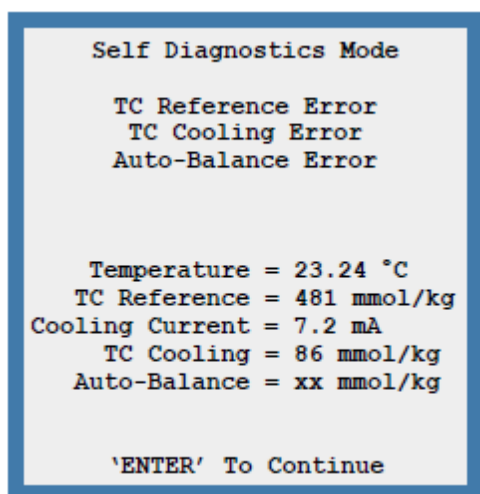 Self Diagnostics Mode
TC Reference Error
TC Cooling Error
Auto-Balance Error
Temperature = 23.24 °C
TC Reference = 481 mmol/kg
Cooling Current = 7.2 mA
TC Cooling = 86 mmol/kg
Auto-Balance = xx mmol/kg
‘ENTER’ To Continue